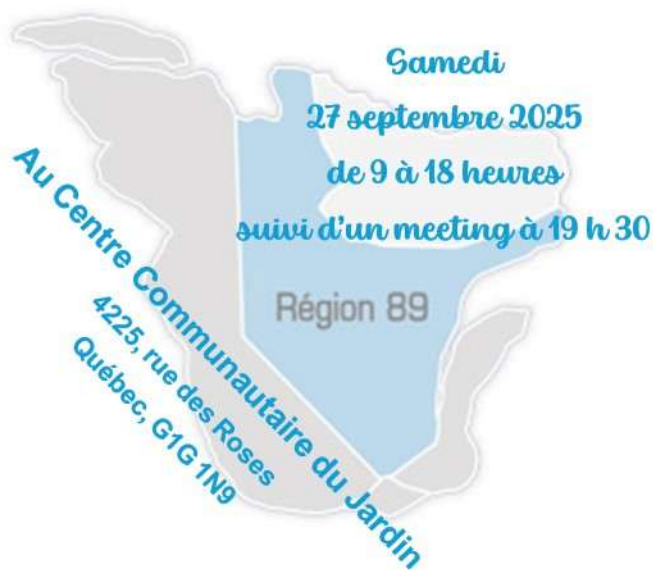 Samedi
27 septembre 2025
de 9 à 18 heures
suivi d'un meeting à 19 h 30
Région 89
Au Centre Communautaire du Jardin
4225, rue des Roses
Québec, G1G 1N9